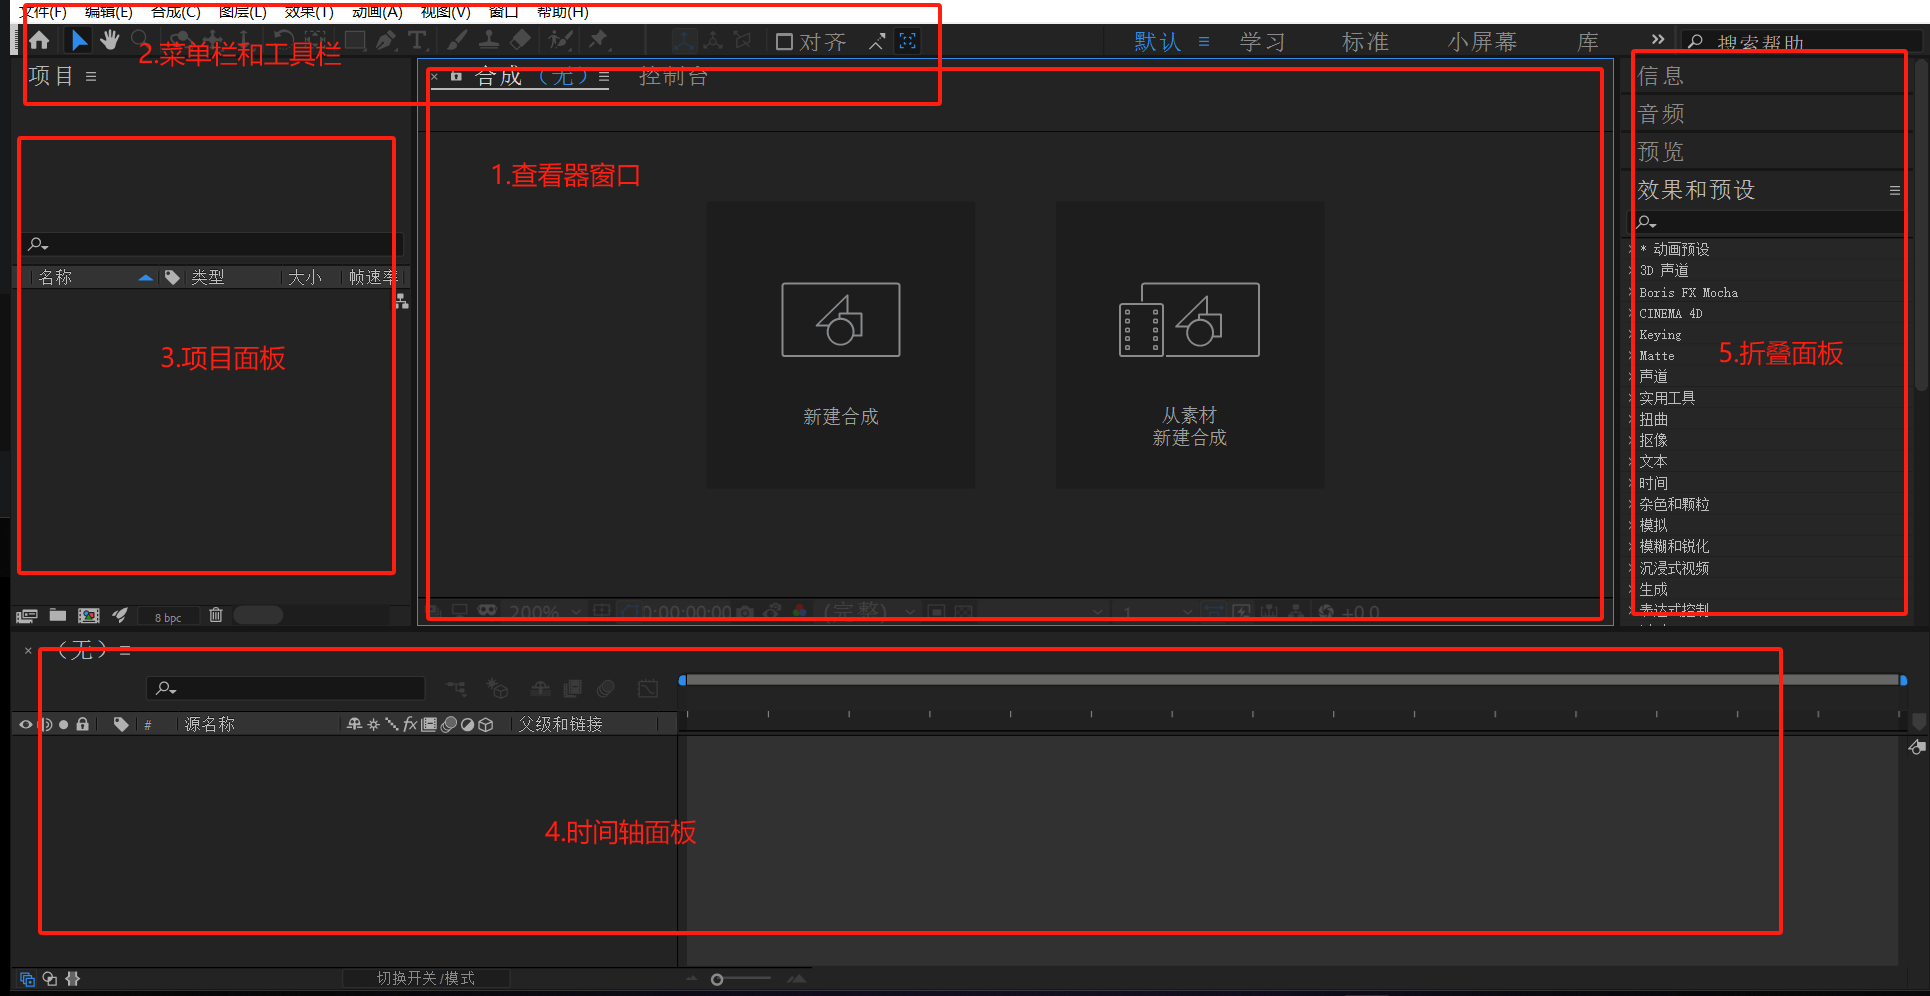 文件(F) 编辑(E) 合成(C) 图层(L) 效果(T) 动画(A) 视图(V) 窗口 帮助(H)
对齐 默认 学习 标准 小屏幕 库 搜索帮助
2.菜单栏和工具栏
项目
合成 (无) 控制台
信息
音频
预览
效果和预设
1.查看器窗口
名称 类型 大小 帧速率
3.项目面板
新建合成
从素材
新建合成
* 动画预设
3D 声道
Boris FX Mocha
CINEMA 4D
Keying
Matte
声道
实用工具
扭曲
抠像
文本
时间
杂色和颗粒
模拟
模糊和锐化
沉浸式视频
生成
表达式控制
5.折叠面板
8 bpc
200% 0:00:00:00 (完整) 1 +0.0
(无)
# 源名称 fx 父级和链接
4.时间轴面板
切换开关/模式